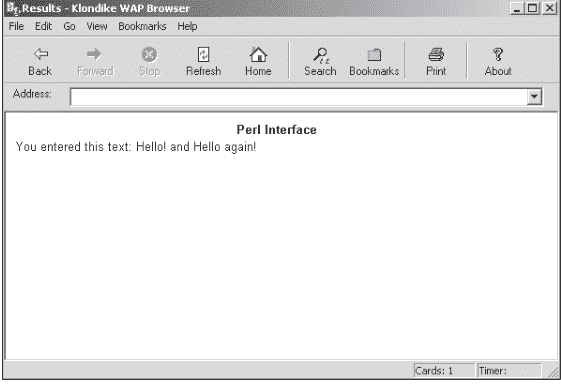 Results - Klondike WAP Browser
File Edit Go View Bookmarks Help
Back Forward Stop Refresh Home Search Bookmarks Print About
Address:
Perl Interface
You entered this text: Hello! and Hello again!
Cards: 1 Timer: